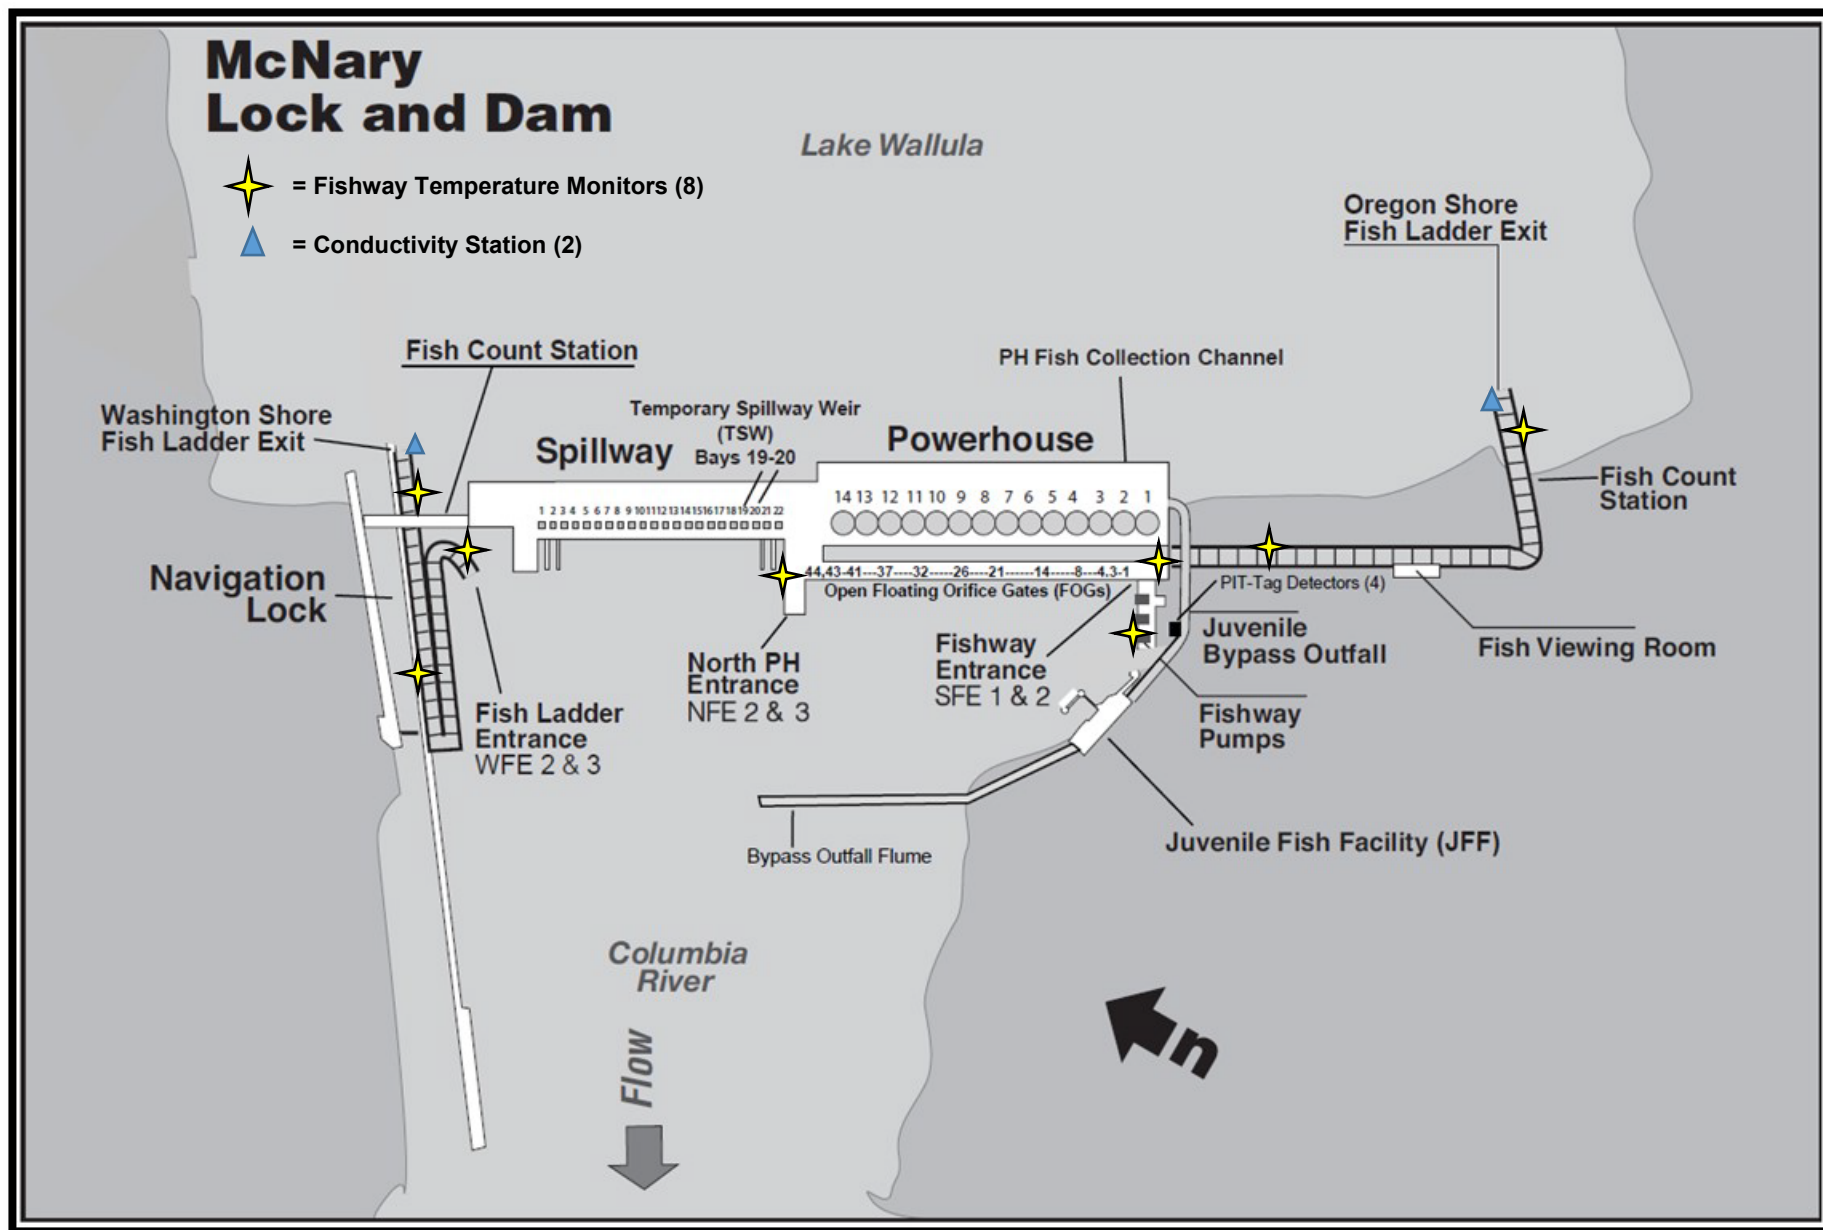 McNary
Lock and Dam
= Fishway Temperature Monitors (8)
= Conductivity Station (2)
Lake Wallula
Oregon Shore
Fish Ladder Exit
Fish Count Station
PH Fish Collection Channel
Washington Shore
Fish Ladder Exit
Temporary Spillway Weir
(TSW)
Bays 19-20
Spillway
Powerhouse
Fish Count
Station
14 13 12 11 10 9 8 7 6 5 4 3 2 1
1 2 3 4 5 6 7 8 9 10 11 12 13 14 15 16 17 18 19 20 21 22
Navigation
Lock
44,43-41---37----32-----26----21------14-----8---4.3-1
Open Floating Orifice Gates (FOGs)
PIT-Tag Detectors (4)
Juvenile
Bypass Outfall
Fish Viewing Room
Fishway
Entrance
SFE 1 & 2
North PH
Entrance
NFE 2 & 3
Fish Ladder
Entrance
WFE 2 & 3
Fishway
Pumps
Juvenile Fish Facility (JFF)
Bypass Outfall Flume
Columbia
River
Flow
n